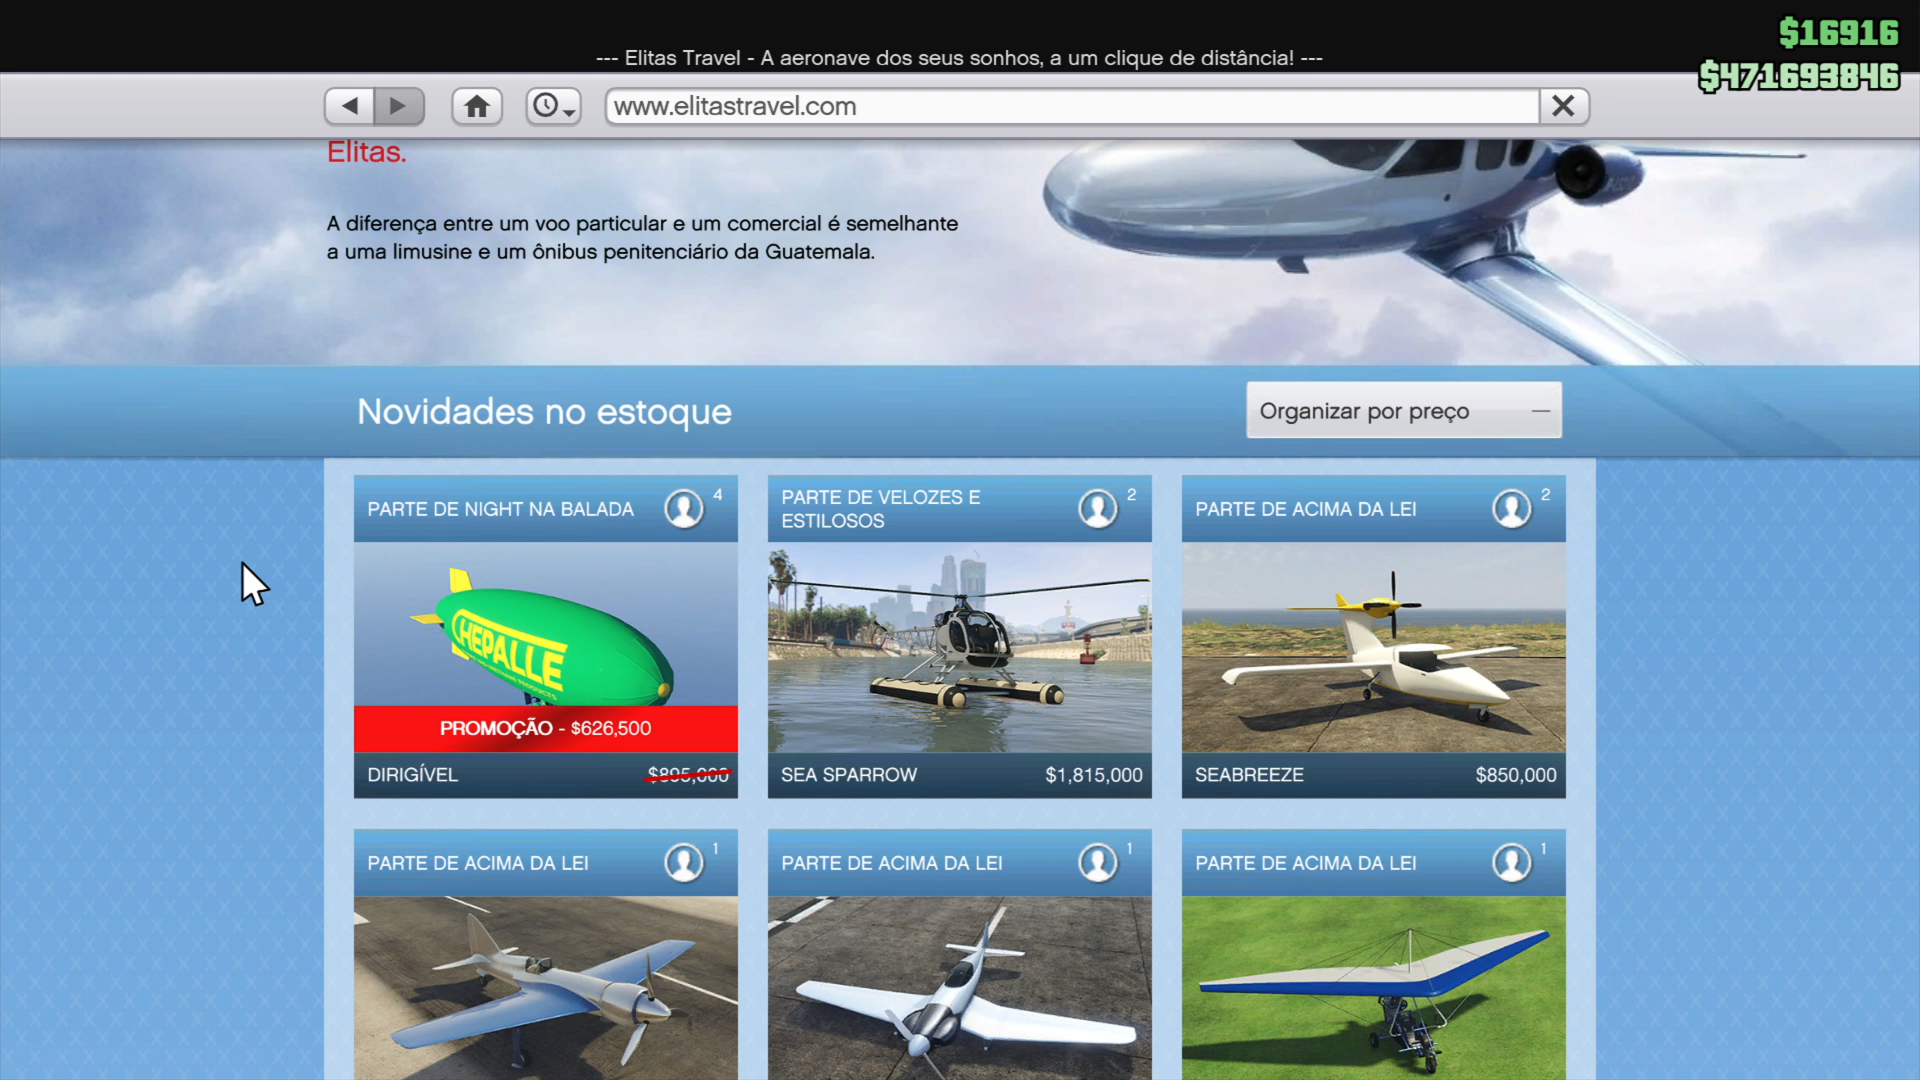 $16916
--- Elitas Travel - A aeronave dos seus sonhos, a um clique de distância! ---
$471693846
www.elitastravel.com
Elitas.
A diferença entre um voo particular e um comercial é semelhante
a uma limusine e um ônibus penitenciário da Guatemala.
Novidades no estoque
Organizar por preço
PARTE DE NIGHT NA BALADA
4
PARTE DE VELOZES E
ESTILOSOS
2
PARTE DE ACIMA DA LEI
2
CHEPALLE
PROMOÇÃO - $626,500
DIRIGÍVEL
$895,000
SEA SPARROW
$1,815,000
SEABREEZE
$850,000
PARTE DE ACIMA DA LEI
1
PARTE DE ACIMA DA LEI
1
PARTE DE ACIMA DA LEI
1